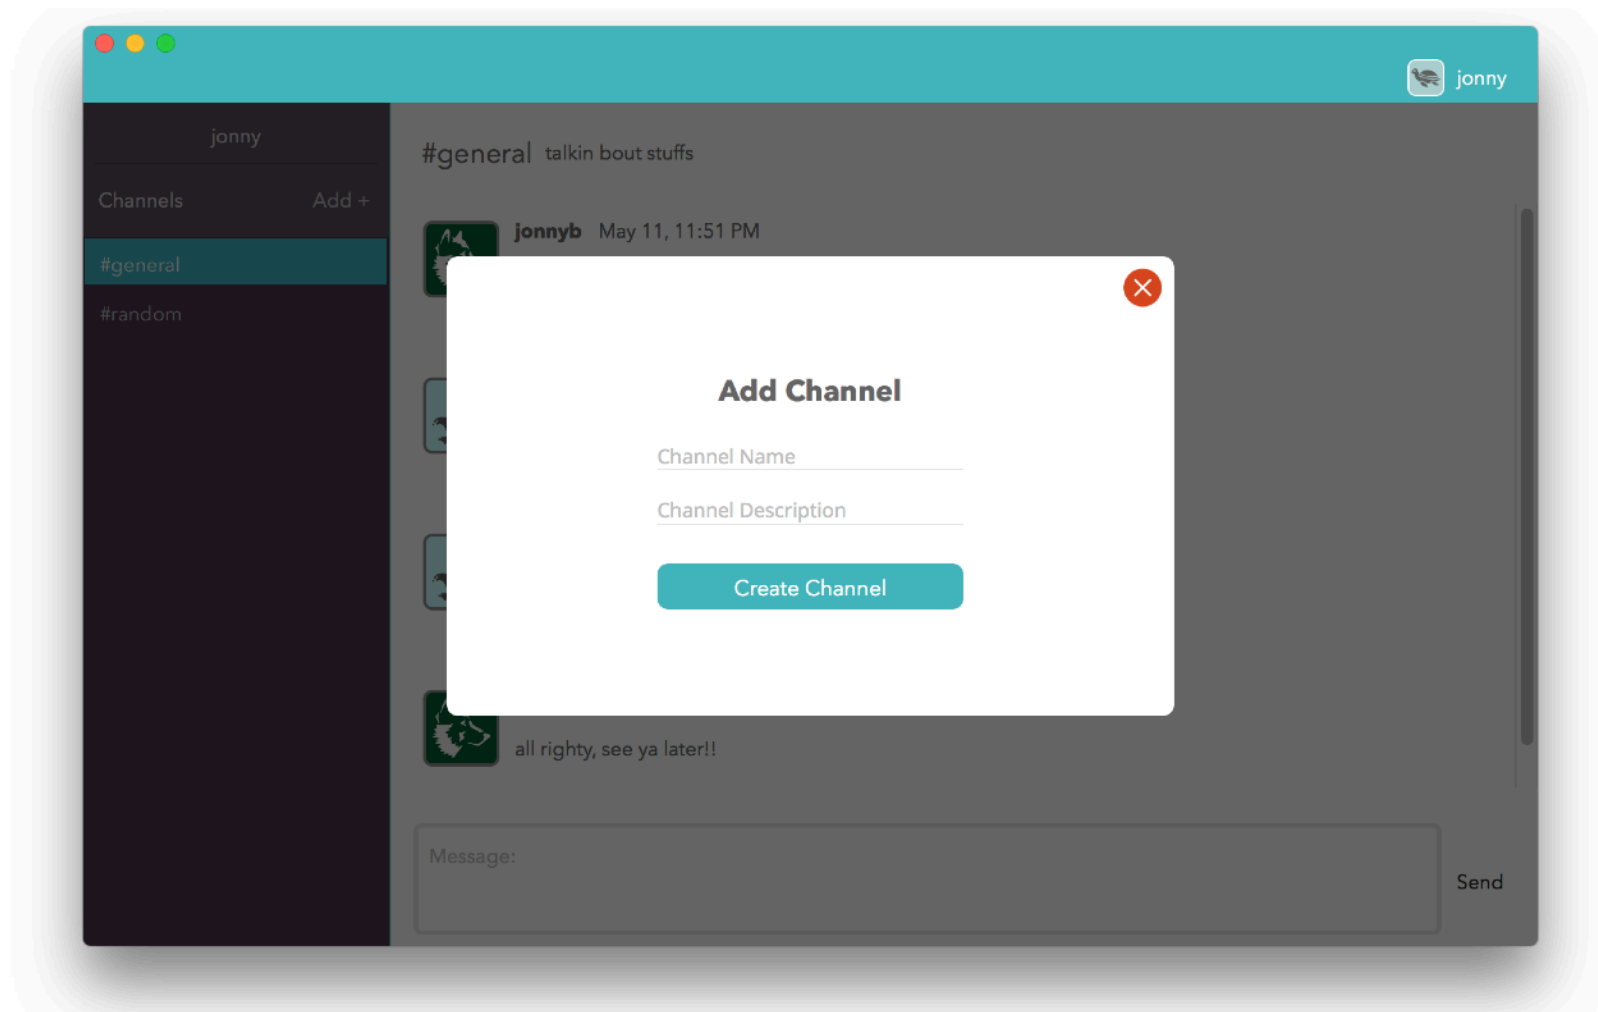 jonny
jonny
Channels Add +
#general
#random
#general talkin bout stuffs
jonnyb May 11, 11:51 PM
Add Channel
Channel Name
Channel Description
Create Channel
all righty, see ya later!!
Message:
Send